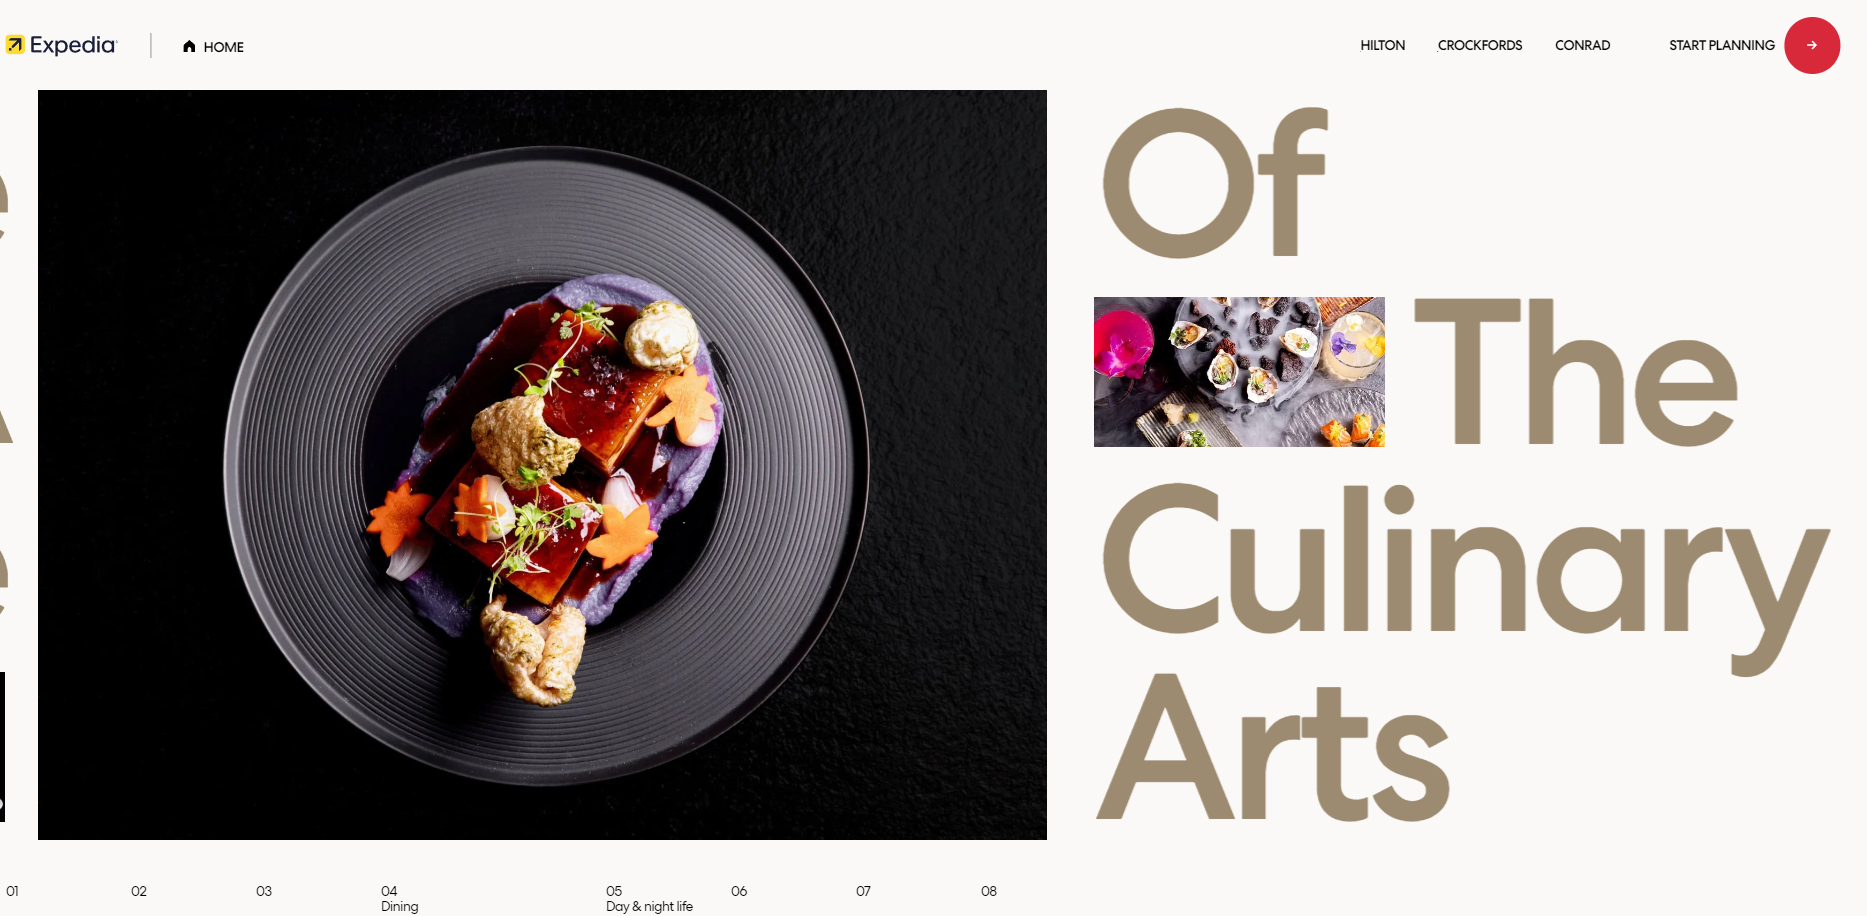 Expedia
HOME
HILTON
CROCKFORDS
CONRAD
START PLANNING
Of
The
Culinary
Arts
01
02
03
04
Dining
05
Day & night life
06
07
08